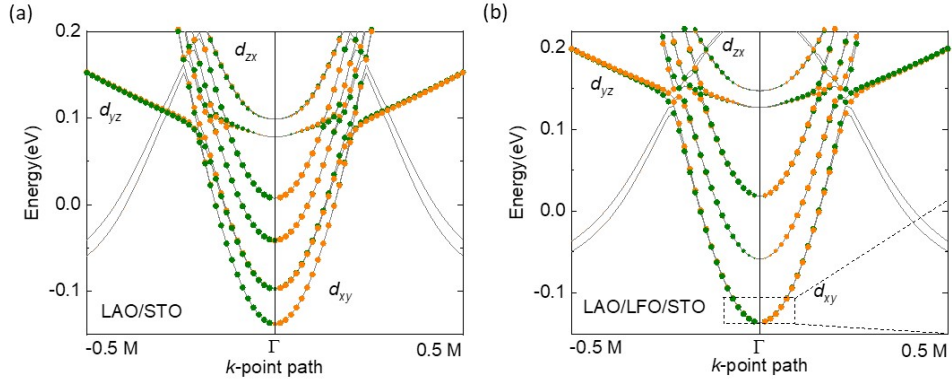 (a)
0.2
0.1
0.0
-0.1
Energy(eV)
d_zx
d_yz
d_xy
LAO/STO
-0.5 M
Γ
0.5 M
k-point path
(b)
0.2
0.1
0.0
-0.1
Energy(eV)
d_zx
d_yz
d_xy
LAO/LFO/STO
-0.5 M
Γ
0.5 M
k-point path